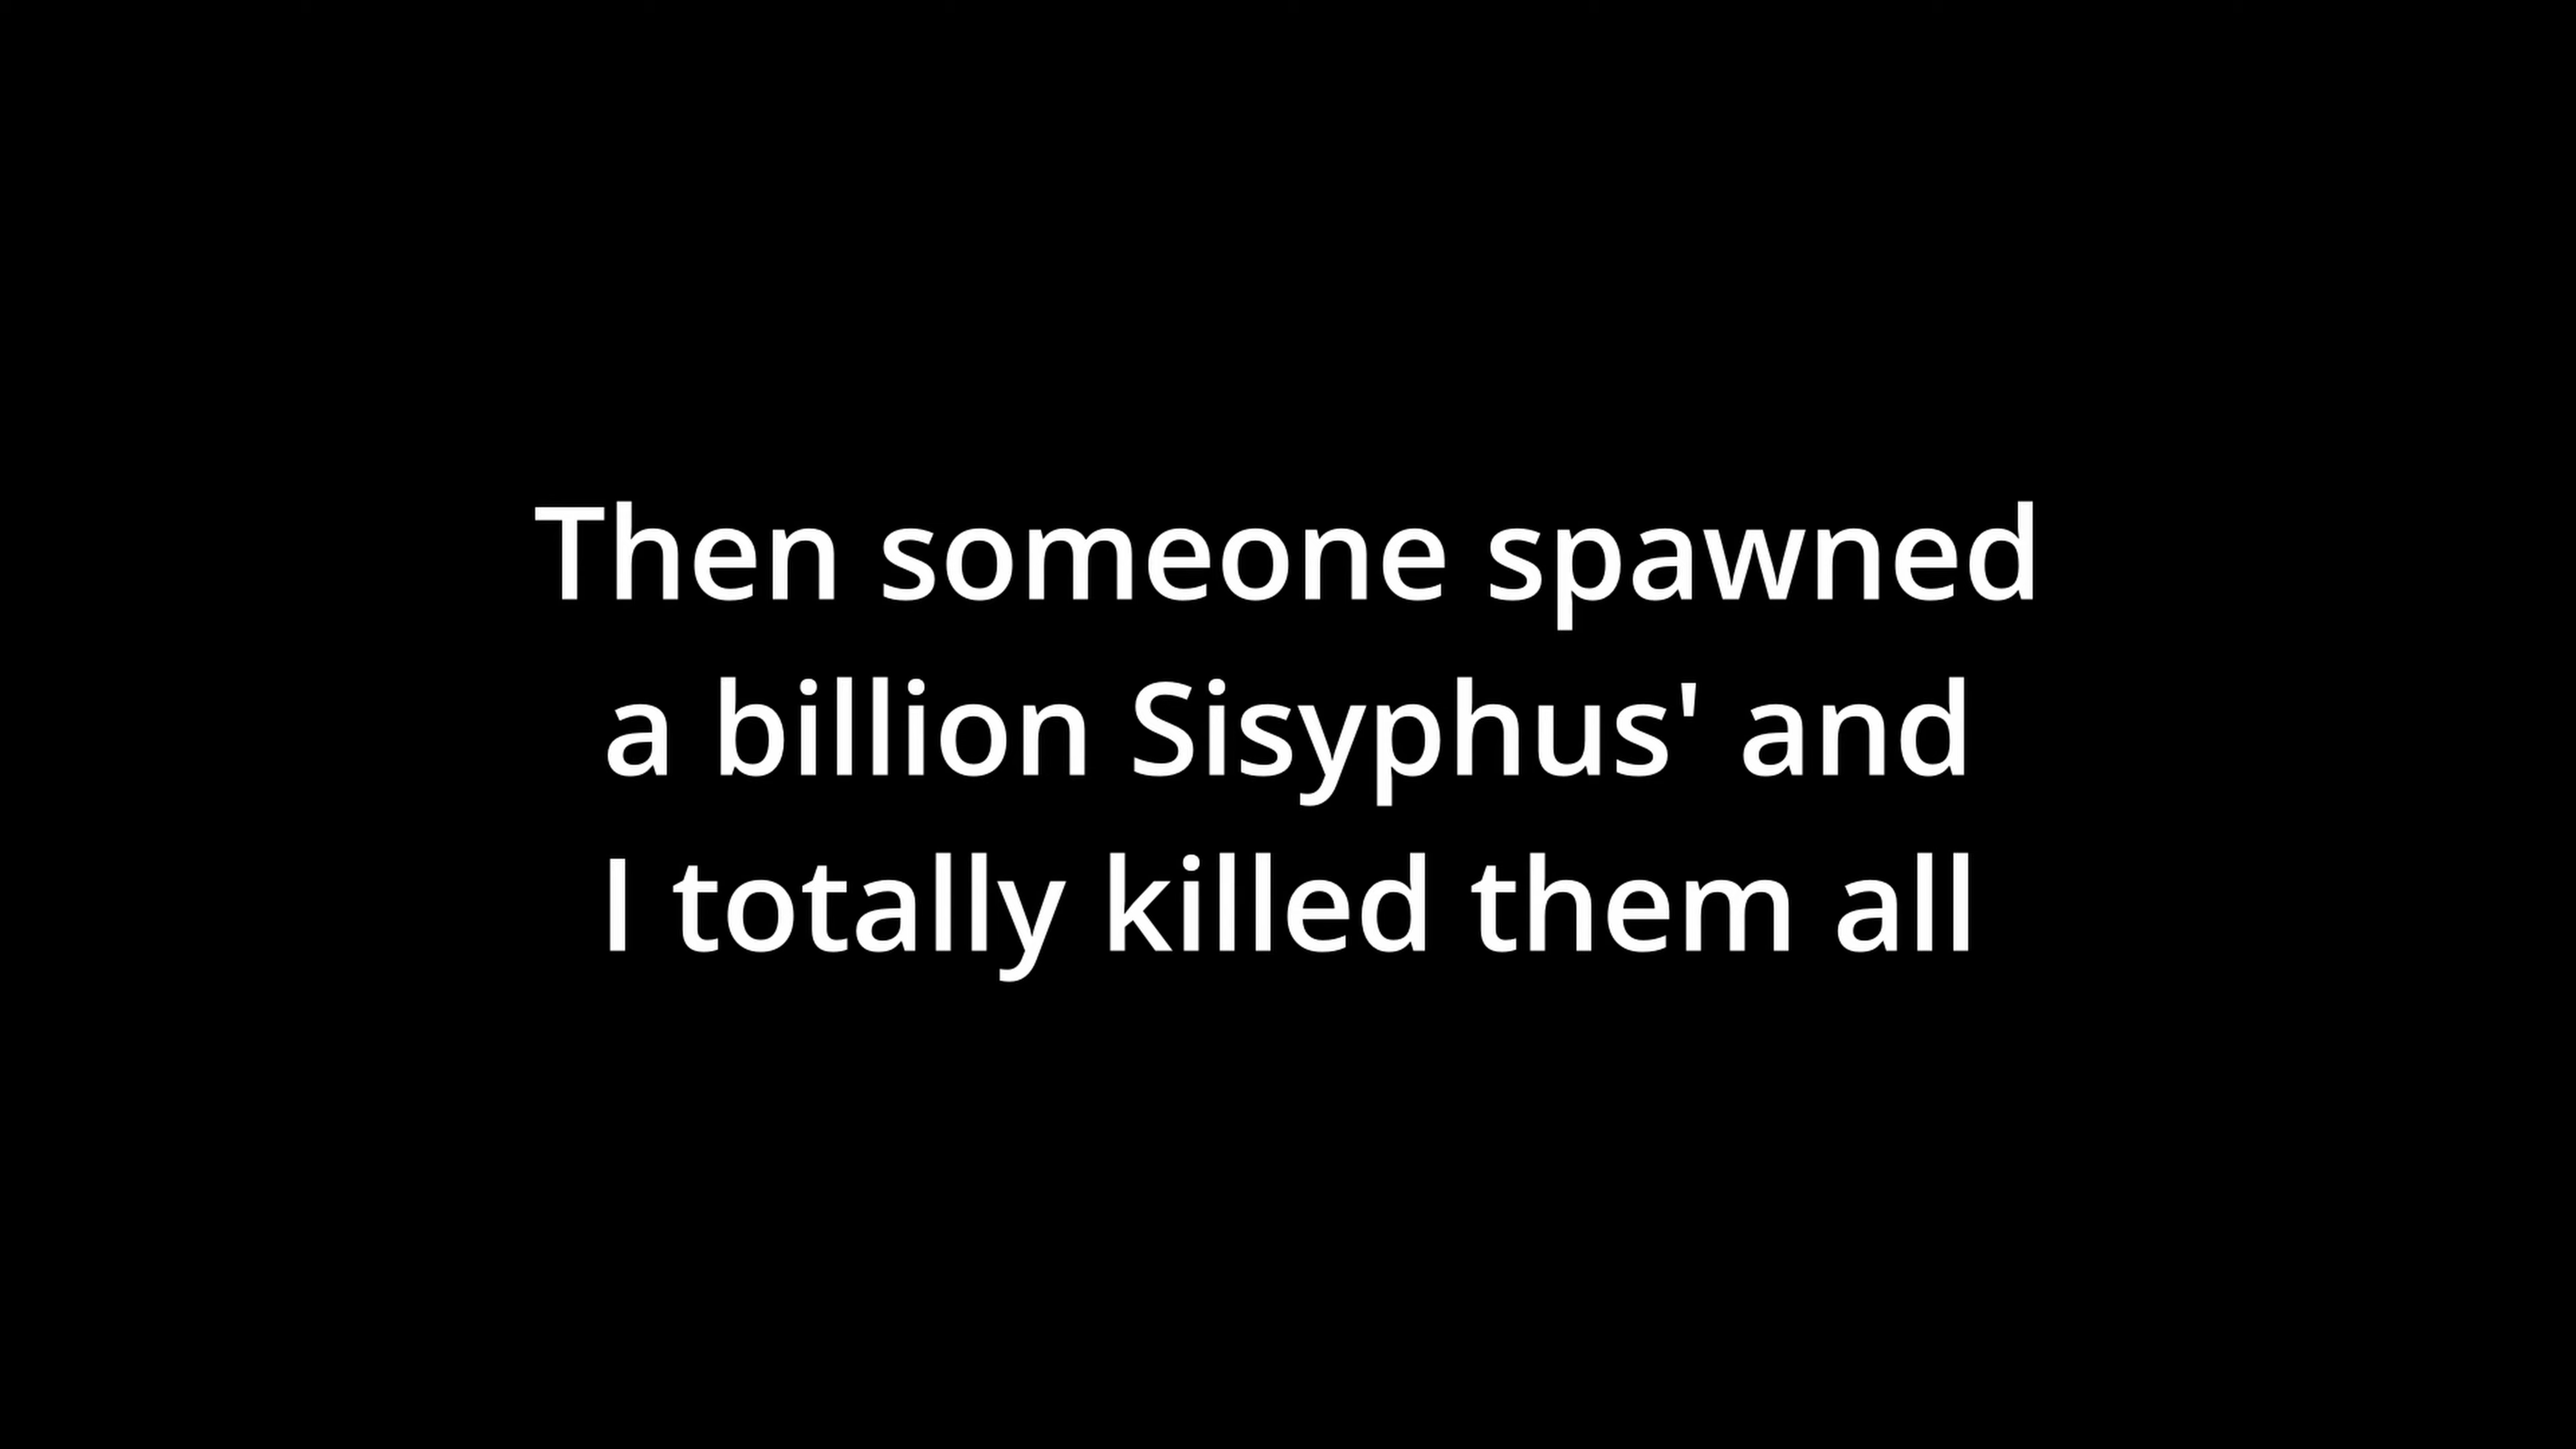 Then someone spawned
a billion Sisyphus' and
I totally killed them all